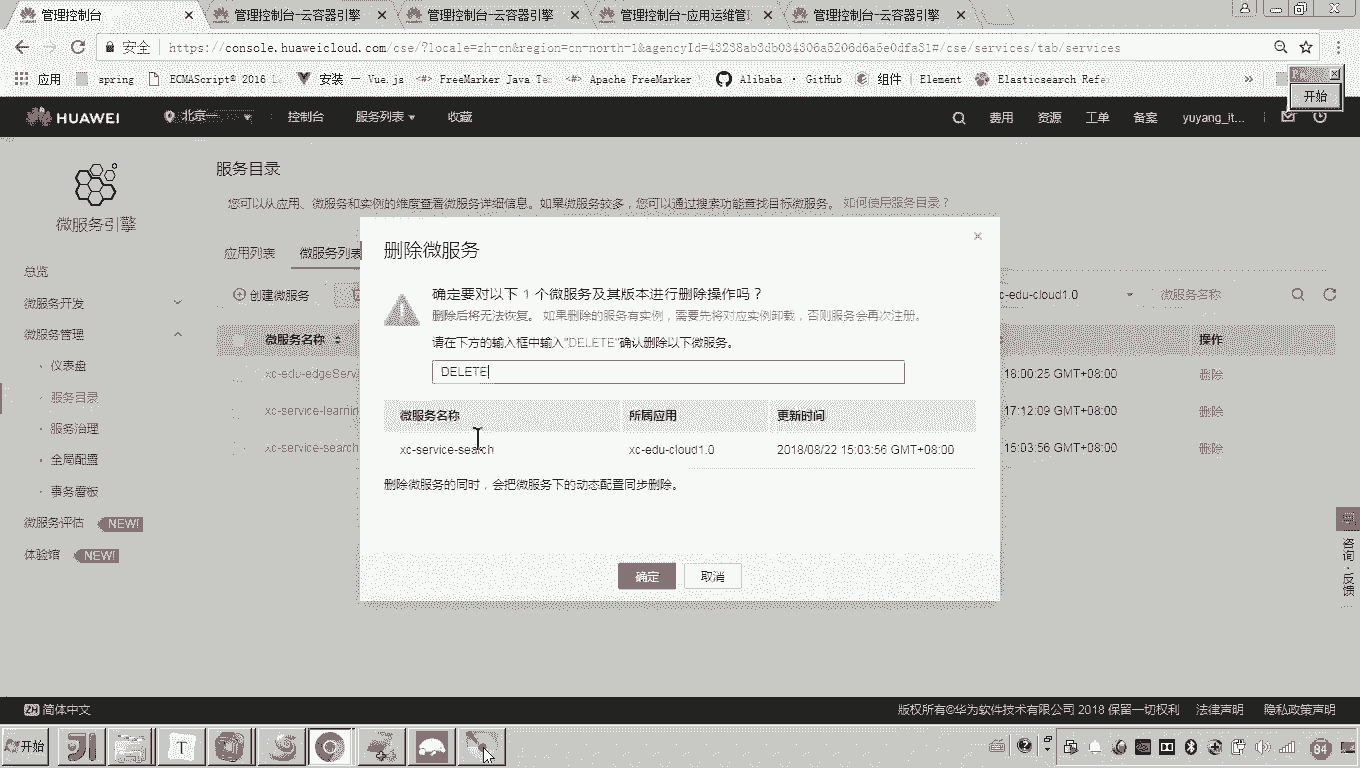 管理控制台 管理控制台-云容器引擎 管理控制台-云容器引擎 管理控制台-应用运维管 管理控制台-云容器引擎
安全 https://console.huaweicloud.com/cse/?locale=zh-cn&region=cn-north-1&agencyId=43238ab3db034306a5206d6a5e0dfa31#/cse/services/tab/services
应用 spring ECMAScript® 2016 安装 — Vue.js FreeMarker Java Te Apache FreeMarker Alibaba · GitHub 组件 | Element Elasticsearch Refe »
开始
HUAWEI 北京一 控制台 服务列表 收藏 费用 资源 工单 备案 yuyang_it...
微服务引擎
总览
微服务开发
微服务管理
仪表盘
服务目录
服务治理
全局配置
事务看板
微服务评估 NEW!
体验馆 NEW!
服务目录
您可以从应用、微服务和实例的维度查看微服务详细信息。如果微服务较多，您可以通过搜索功能查找目标微服务。 如何使用服务目录？
应用列表 微服务列表
创建微服务 c-edu-cloud1.0 微服务名称
微服务名称 操作
xc-edu-edgeServ 18:00:25 GMT+08:00 删除
xc-service-learnin 17:12:09 GMT+08:00 删除
xc-service-search 15:03:56 GMT+08:00 删除
删除微服务
确定要对以下 1 个微服务及其版本进行删除操作吗？
删除后将无法恢复。 如果删除的服务有实例，需要先将对应实例卸载，否则服务会再次注册。
请在下方的输入框中输入"DELETE"确认删除以下微服务。
DELETE
微服务名称 所属应用 更新时间
xc-service-search xc-edu-cloud1.0 2018/08/22 15:03:56 GMT+08:00
删除微服务的同时，会把微服务下的动态配置同步删除。
确定 取消
咨询·反馈
简体中文 版权所有©华为软件技术有限公司 2018 保留一切权利 法律声明 隐私政策声明
开始 T 84